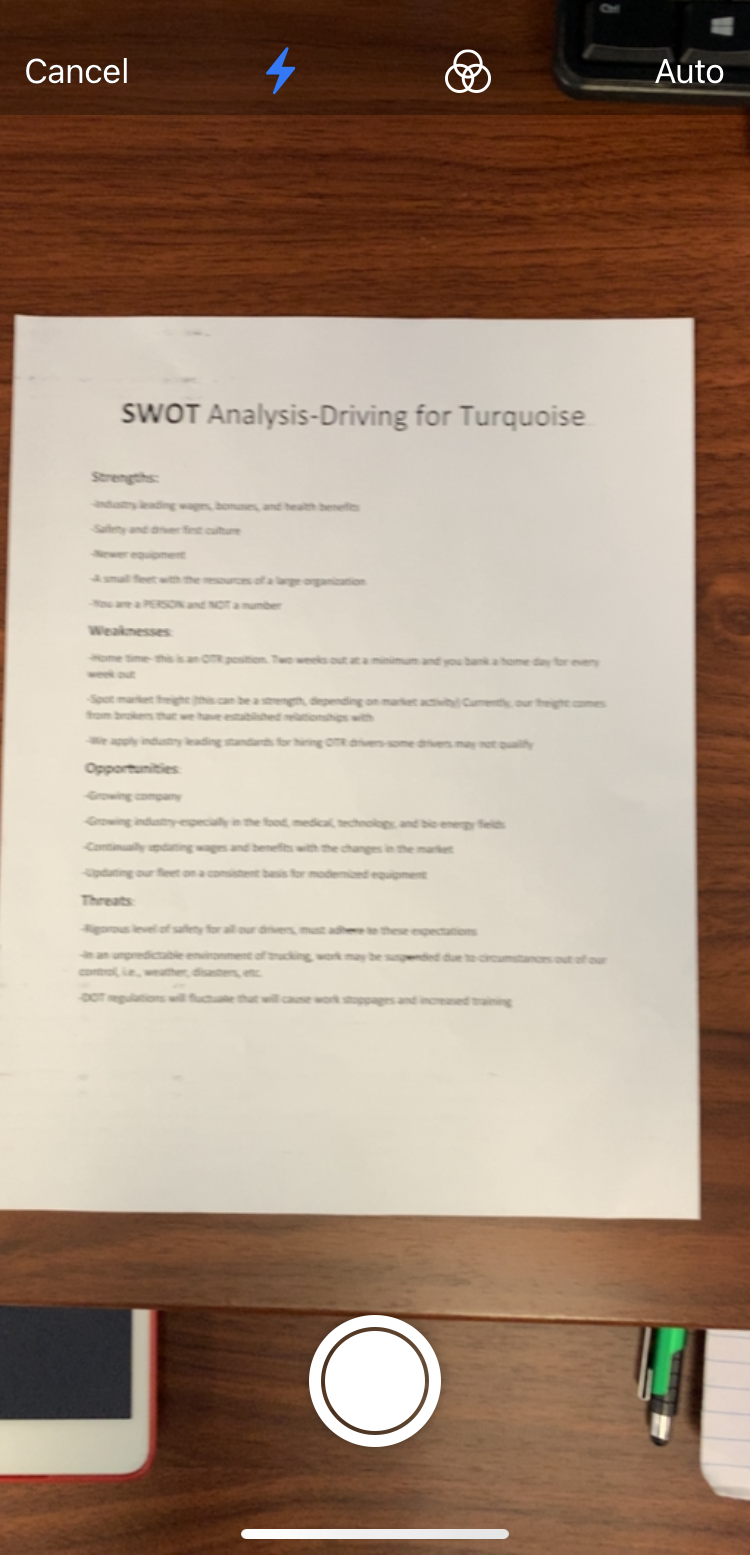 Ctrl
Cancel
Auto
SWOT Analysis-Driving for Turquoise
Strengths:
-Industry leading wages, bonuses, and health benefits
-Safety and driver first culture
-Newer equipment
-A small fleet with the resources of a large organization
-You are a PERSON and NOT a number
Weaknesses:
-Home time- this is an OTR position. Two weeks out at a minimum and you bank a home day for every
week out
-Spot market freight (this can be a strength, depending on market activity) Currently, our freight comes
from brokers that we have established relationships with
-We apply industry leading standards for hiring OTR drivers-some drivers may not qualify
Opportunities:
-Growing company
-Growing industry-especially in the food, medical, technology, and bio energy fields
-Continually updating wages and benefits with the changes in the market
-Updating our fleet on a consistent basis for modernized equipment
Threats:
-Rigorous level of safety for all our drivers, must adhere to these expectations
-In an unpredictable environment of trucking, work may be suspended due to circumstances out of our
control, i.e., weather, disasters, etc.
-DOT regulations will fluctuate that will cause work stoppages and increased training